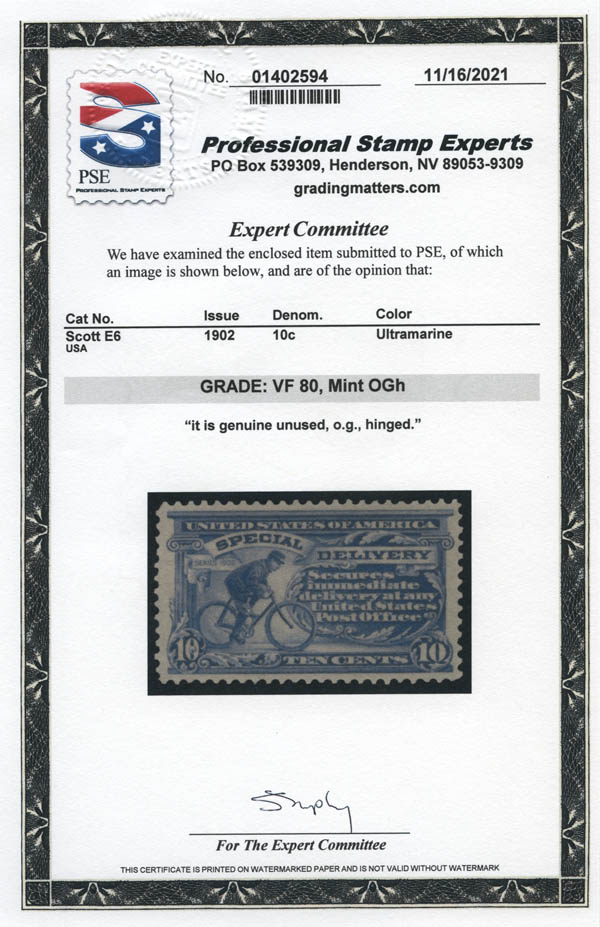 No. 01402594 11/16/2021
PSE
PROFESSIONAL STAMP EXPERTS
Professional Stamp Experts
PO Box 539309, Henderson, NV 89053-9309
gradingmatters.com
Expert Committee
We have examined the enclosed item submitted to PSE, of which
an image is shown below, and are of the opinion that:
Cat No. Issue Denom. Color
Scott E6 1902 10c Ultramarine
USA
GRADE: VF 80, Mint OGh
“it is genuine unused, o.g., hinged.”
UNITED STATES OF AMERICA
SPECIAL DELIVERY
SERIES 1902
Secures
immediate
delivery at any
United States
Post Office
10 TEN CENTS 10
For The Expert Committee
THIS CERTIFICATE IS PRINTED ON WATERMARKED PAPER AND IS NOT VALID WITHOUT WATERMARK